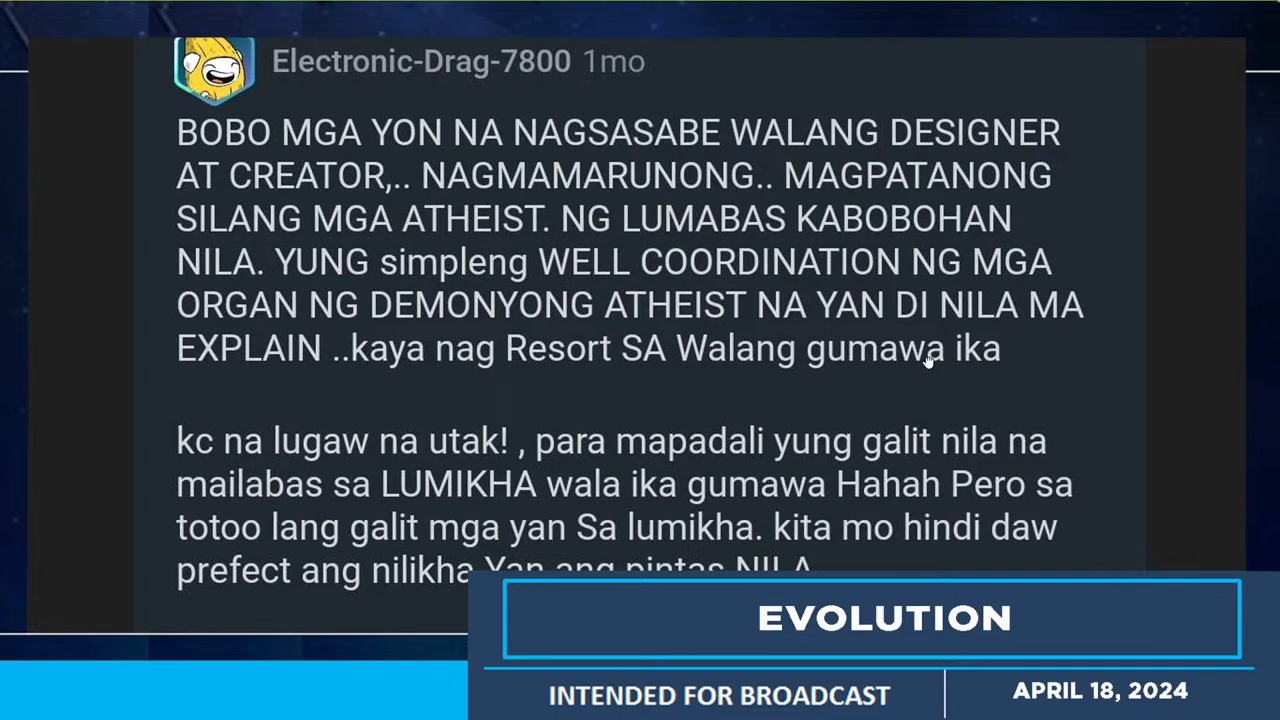 Electronic-Drag-7800 1mo
BOBO MGA YON NA NAGSASABE WALANG DESIGNER
AT CREATOR,.. NAGMAMARUNONG.. MAGPATANONG
SILANG MGA ATHEIST. NG LUMABAS KABOBOHAN
NILA. YUNG simpleng WELL COORDINATION NG MGA
ORGAN NG DEMONYONG ATHEIST NA YAN DI NILA MA
EXPLAIN ..kaya nag Resort SA Walang gumawa ika
kc na lugaw na utak! , para mapadali yung galit nila na
mailabas sa LUMIKHA wala ika gumawa Hahah Pero sa
totoo lang galit mga yan Sa lumikha. kita mo hindi daw
prefect ang nilikha Yan ang pintas NILA
EVOLUTION
INTENDED FOR BROADCAST
APRIL 18, 2024